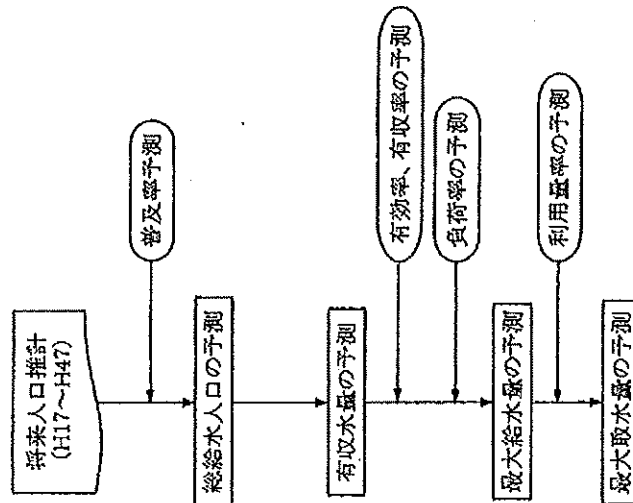 将来人口推計
(H17～H47)
普及率予測
総給水人口の予測
有収水量の予測
有効率、有収率の予測
負荷率の予測
最大給水量の予測
利用量率の予測
最大取水量の予測